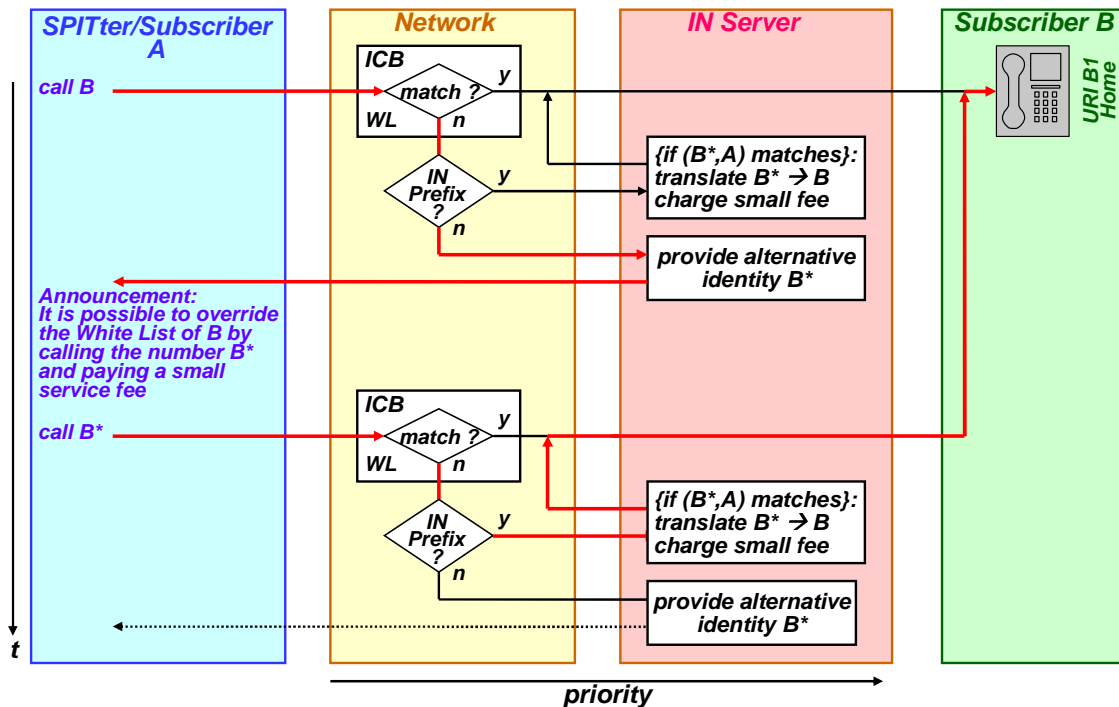 SPITter/Subscriber
A
Network
IN Server
Subscriber B
call B
ICB
match ?
y
WL
n
URI B1
Home
IN
Prefix
?
y
n
{if (B*,A) matches}:
translate B* → B
charge small fee
provide alternative
identity B*
Announcement:
It is possible to override
the White List of B by
calling the number B*
and paying a small
service fee
call B*
ICB
match ?
y
WL
n
IN
Prefix
?
y
n
{if (B*,A) matches}:
translate B* → B
charge small fee
provide alternative
identity B*
t
priority